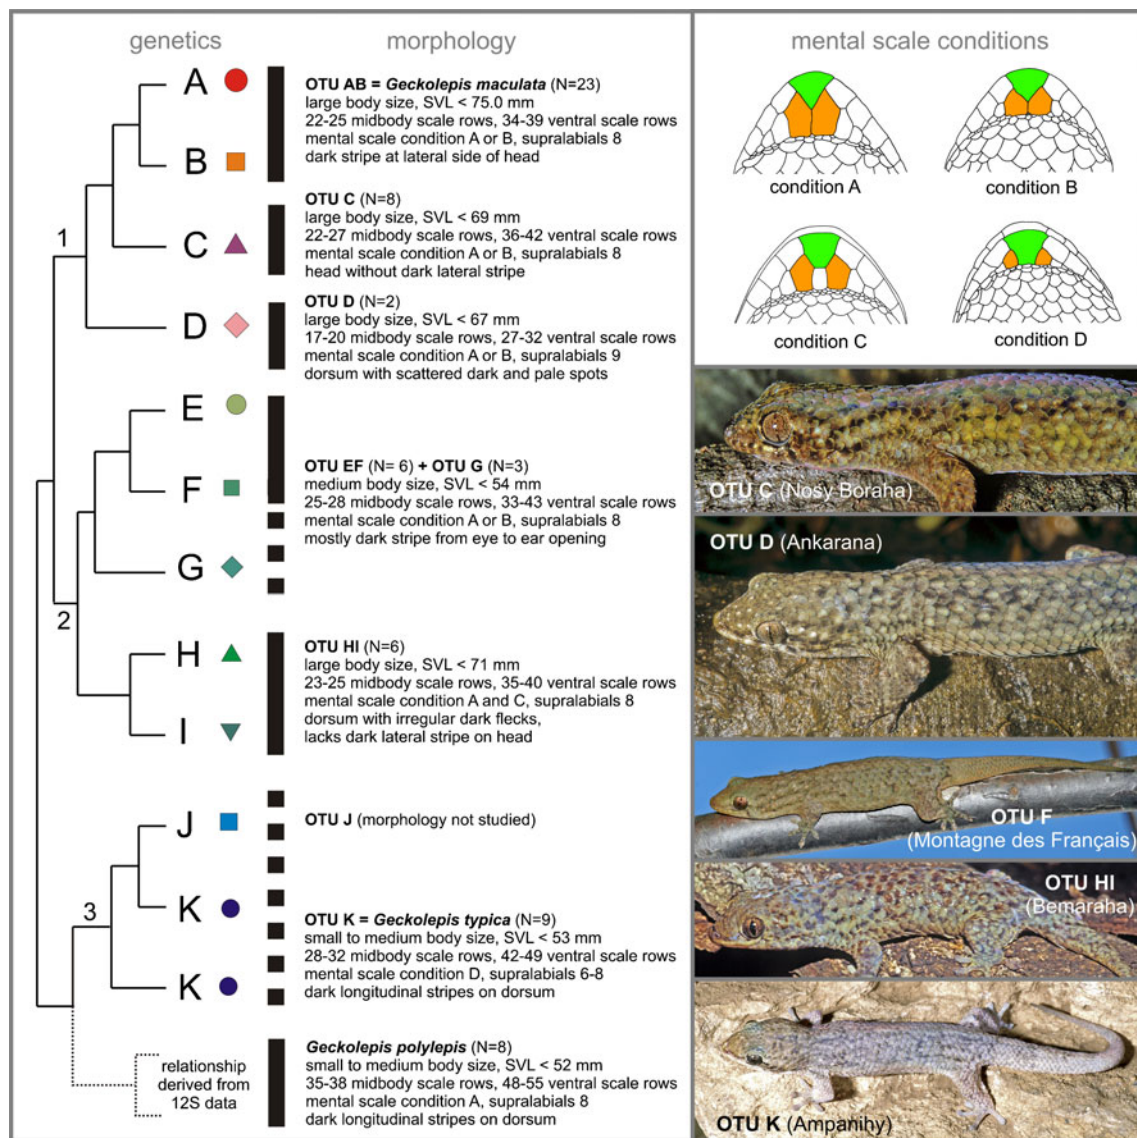 genetics
morphology
A
B
1
C
D
E
F
G
2
H
I
J
3
K
K
relationship
derived from
12S data
OTU AB = Geckolepis maculata (N=23)
large body size, SVL < 75.0 mm
22-25 midbody scale rows, 34-39 ventral scale rows
mental scale condition A or B, supralabials 8
dark stripe at lateral side of head
OTU C (N=8)
large body size, SVL < 69 mm
22-27 midbody scale rows, 36-42 ventral scale rows
mental scale condition A or B, supralabials 8
head without dark lateral stripe
OTU D (N=2)
large body size, SVL < 67 mm
17-20 midbody scale rows, 27-32 ventral scale rows
mental scale condition A or B, supralabials 9
dorsum with scattered dark and pale spots
OTU EF (N= 6) + OTU G (N=3)
medium body size, SVL < 54 mm
25-28 midbody scale rows, 33-43 ventral scale rows
mental scale condition A or B, supralabials 8
mostly dark stripe from eye to ear opening
OTU HI (N=6)
large body size, SVL < 71 mm
23-25 midbody scale rows, 35-40 ventral scale rows
mental scale condition A and C, supralabials 8
dorsum with irregular dark flecks,
lacks dark lateral stripe on head
OTU J (morphology not studied)
OTU K = Geckolepis typica (N=9)
small to medium body size, SVL < 53 mm
28-32 midbody scale rows, 42-49 ventral scale rows
mental scale condition D, supralabials 6-8
dark longitudinal stripes on dorsum
Geckolepis polylepis (N=8)
small to medium body size, SVL < 52 mm
35-38 midbody scale rows, 48-55 ventral scale rows
mental scale condition A, supralabials 8
dark longitudinal stripes on dorsum
mental scale conditions
condition A
condition B
condition C
condition D
OTU C (Nosy Boraha)
OTU D (Ankarana)
OTU F
(Montagne des Français)
OTU HI
(Bemaraha)
OTU K (Ampanihy)